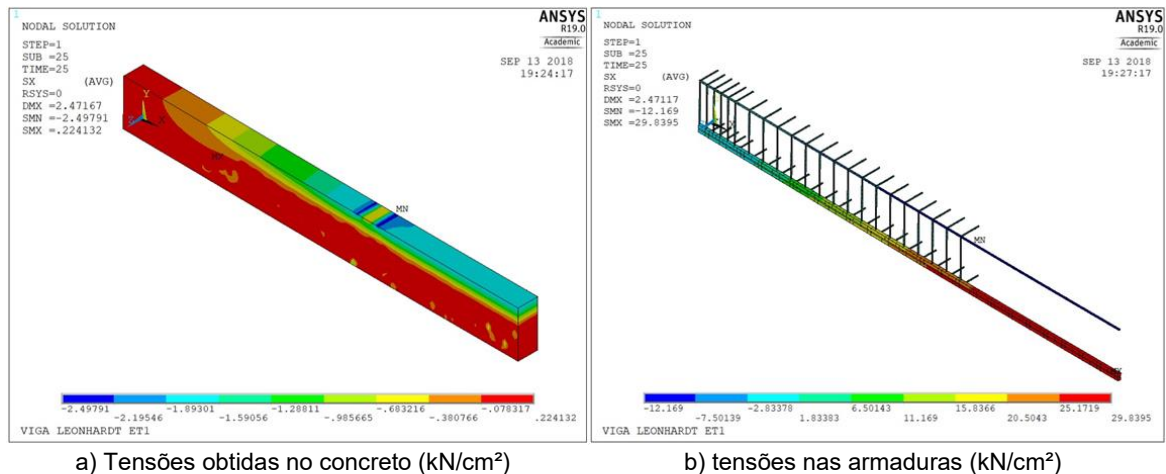 1
NODAL SOLUTION
STEP=1
SUB =25
TIME=25
SX (AVG)
RSYS=0
DMX =2.47167
SMN =-2.49791
SMX =.224132
ANSYS
R19.0
Academic
SEP 13 2018
19:24:17
Y
Z
X
MX
MN
-2.49791
-2.19546
-1.89301
-1.59056
-1.28811
-.985665
-.683216
-.380766
-.078317
.224132
VIGA LEONHARDT ET1
1
NODAL SOLUTION
STEP=1
SUB =25
TIME=25
SX (AVG)
RSYS=0
DMX =2.47117
SMN =-12.169
SMX =29.8395
ANSYS
R19.0
Academic
SEP 13 2018
19:27:17
X
MN
MX
-12.169
-7.50139
-2.83378
1.83383
6.50143
11.169
15.8366
20.5043
25.1719
29.8395
VIGA LEONHARDT ET1
a) Tensões obtidas no concreto (kN/cm²)
b) tensões nas armaduras (kN/cm²)